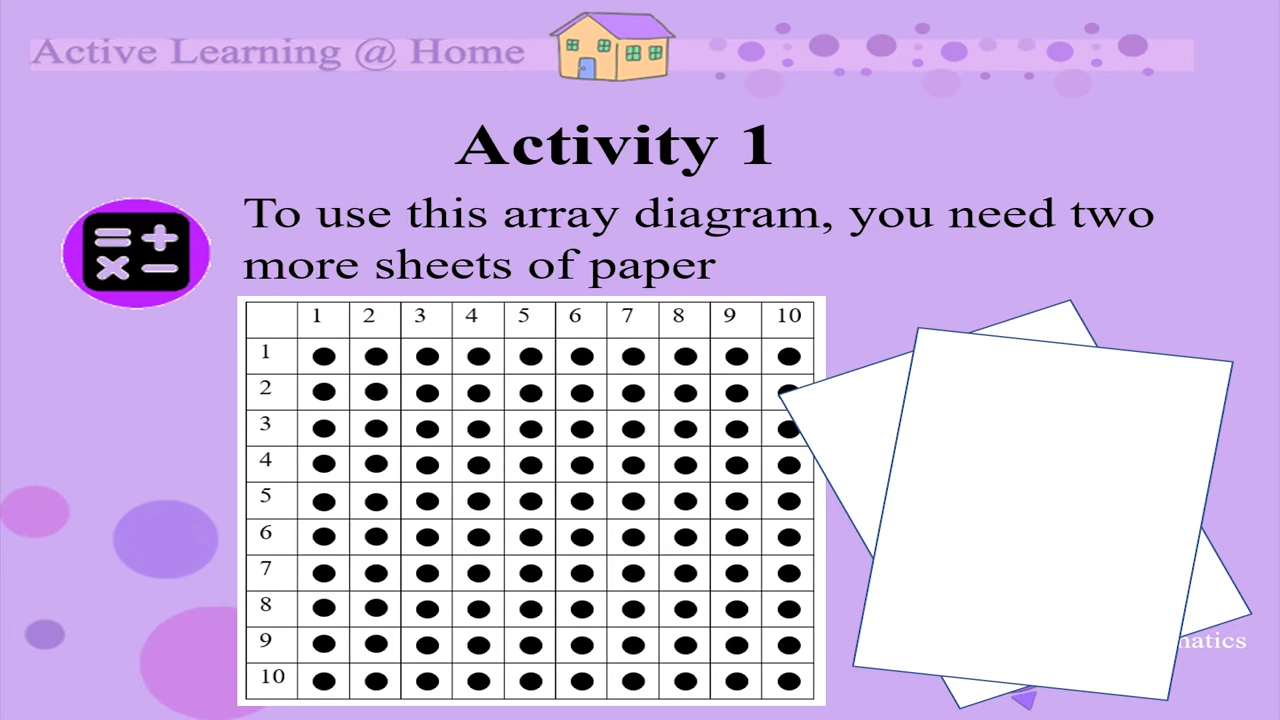 Active Learning @ Home
Activity 1
To use this array diagram, you need two
more sheets of paper
1 2 3 4 5 6 7 8 9 10
1
2
3
4
5
6
7
8
9
10